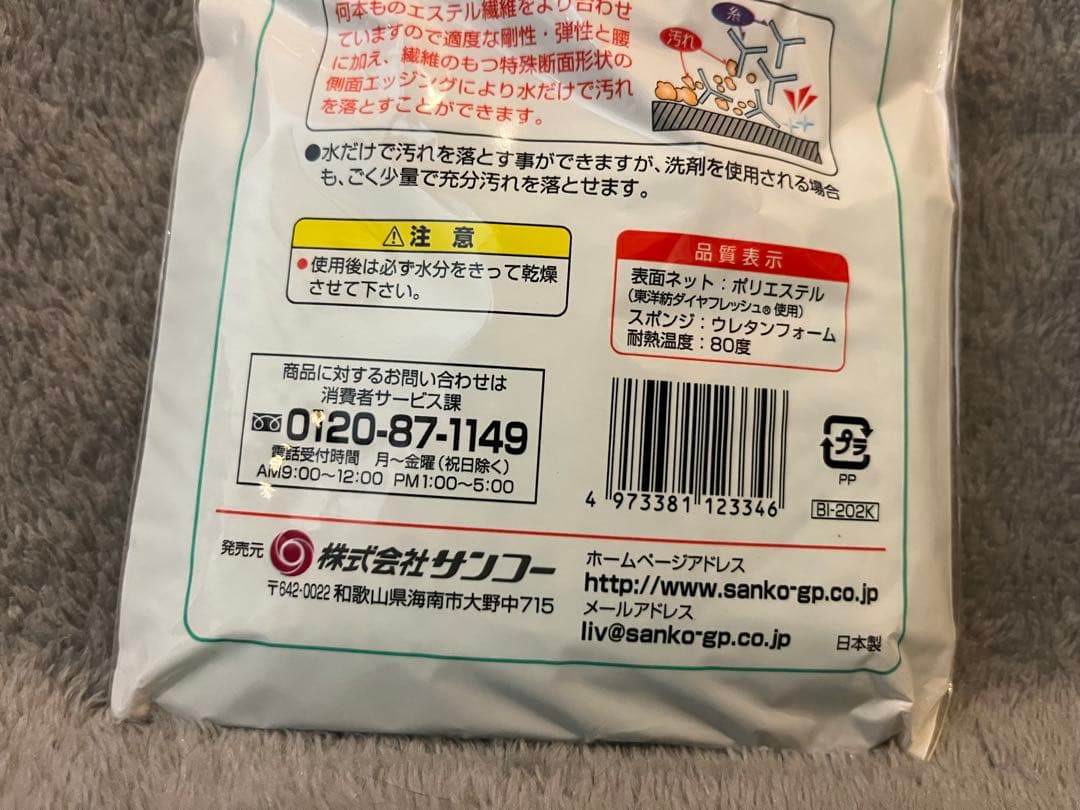 何本ものエステル繊維をより合わせ
ていますので適度な剛性・弾性と腰
に加え、繊維のもつ特殊断面形状の
側面エッジングにより水だけで汚れ
を落とすことができます。
糸
汚れ
●水だけで汚れを落とす事ができますが、洗剤を使用される場合
も、ごく少量で充分汚れを落とせます。
⚠注意
●使用後は必ず水分をきって乾燥
させて下さい。
品質表示
表面ネット:ポリエステル
(東洋紡ダイヤフレッシュ®使用)
スポンジ:ウレタンフォーム
耐熱温度:80度
商品に対するお問い合わせは
消費者サービス課
0120-87-1149
電話受付時間 月〜金曜(祝日除く)
AM9:00〜12:00 PM1:00〜5:00
4 973381 123346
プラ
PP
BI-202K
発売元 株式会社サンコー
〒642-0022 和歌山県海南市大野中715
ホームページアドレス
http://www.sanko-gp.co.jp
メールアドレス
liv@sanko-gp.co.jp
日本製